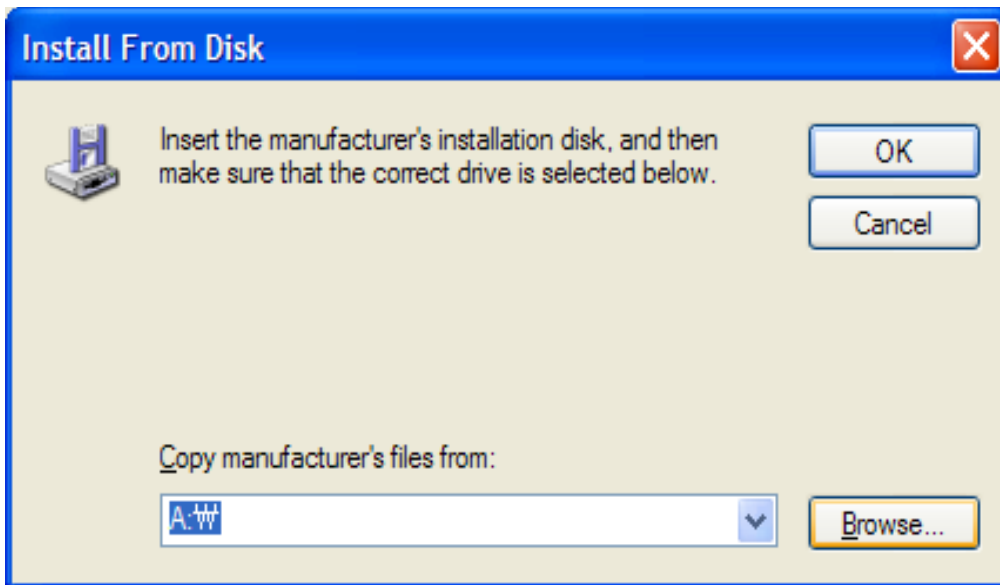 Install From Disk
Insert the manufacturer's installation disk, and then
make sure that the correct drive is selected below.
OK
Cancel
Copy manufacturer's files from:
A:₩
Browse...